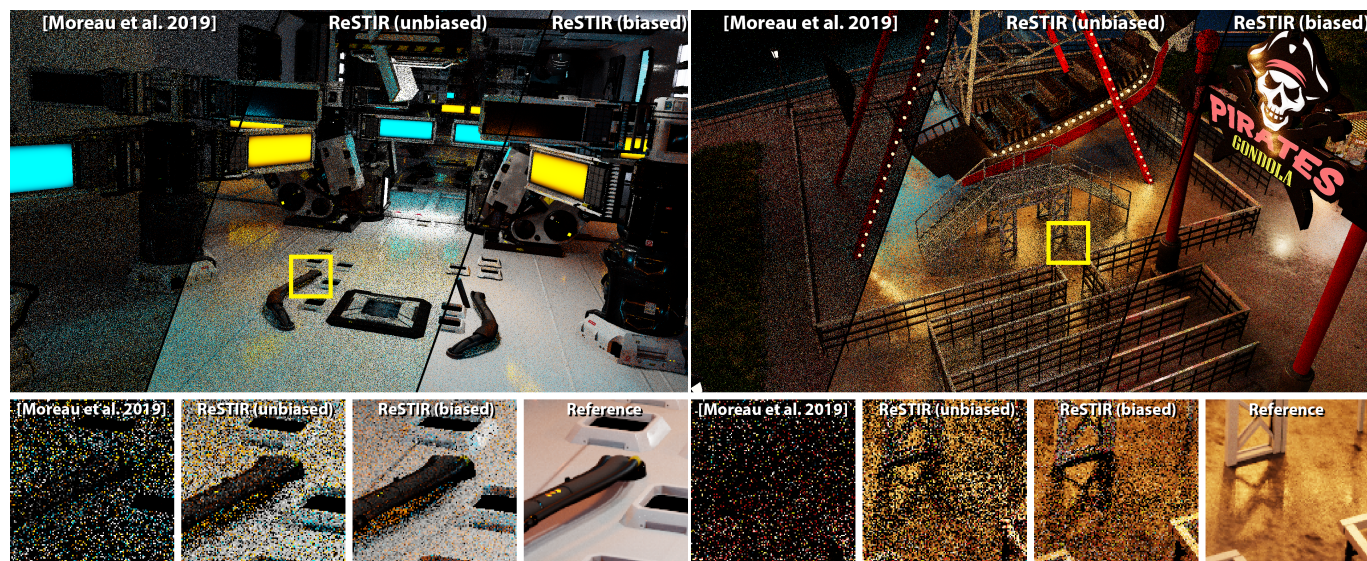 [Moreau et al. 2019] ReSTIR (unbiased) ReSTIR (biased)
[Moreau et al. 2019] ReSTIR (unbiased) ReSTIR (biased)
PIRATES
GONDOLA
[Moreau et al. 2019] ReSTIR (unbiased) ReSTIR (biased) Reference
[Moreau et al. 2019] ReSTIR (unbiased) ReSTIR (biased) Reference